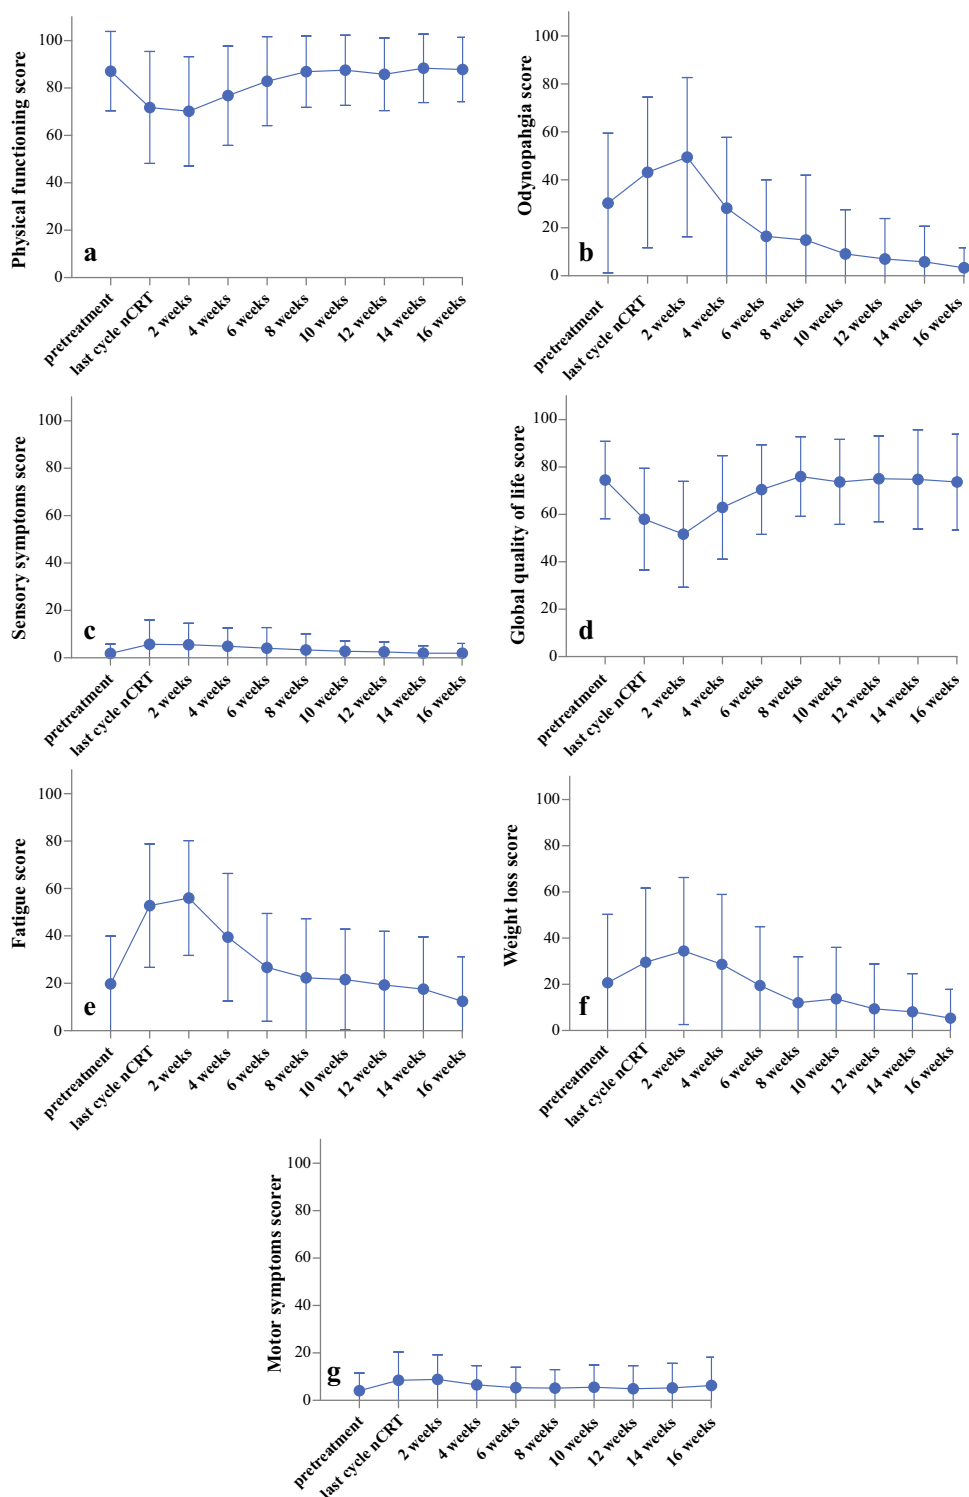 Physical functioning score
100
80
60
40
20
0
a
pretreatment
last cycle nCRT
2 weeks
4 weeks
6 weeks
8 weeks
10 weeks
12 weeks
14 weeks
16 weeks
Odynopahgia score
100
80
60
40
20
0
b
pretreatment
last cycle nCRT
2 weeks
4 weeks
6 weeks
8 weeks
10 weeks
12 weeks
14 weeks
16 weeks
Sensory symptoms score
100
80
60
40
20
0
c
pretreatment
last cycle nCRT
2 weeks
4 weeks
6 weeks
8 weeks
10 weeks
12 weeks
14 weeks
16 weeks
Global quality of life score
100
80
60
40
20
0
d
pretreatment
last cycle nCRT
2 weeks
4 weeks
6 weeks
8 weeks
10 weeks
12 weeks
14 weeks
16 weeks
Fatigue score
100
80
60
40
20
0
e
pretreatment
last cycle nCRT
2 weeks
4 weeks
6 weeks
8 weeks
10 weeks
12 weeks
14 weeks
16 weeks
Weight loss score
100
80
60
40
20
0
f
pretreatment
last cycle nCRT
2 weeks
4 weeks
6 weeks
8 weeks
10 weeks
12 weeks
14 weeks
16 weeks
Motor symptoms scorer
100
80
60
40
20
0
g
pretreatment
last cycle nCRT
2 weeks
4 weeks
6 weeks
8 weeks
10 weeks
12 weeks
14 weeks
16 weeks